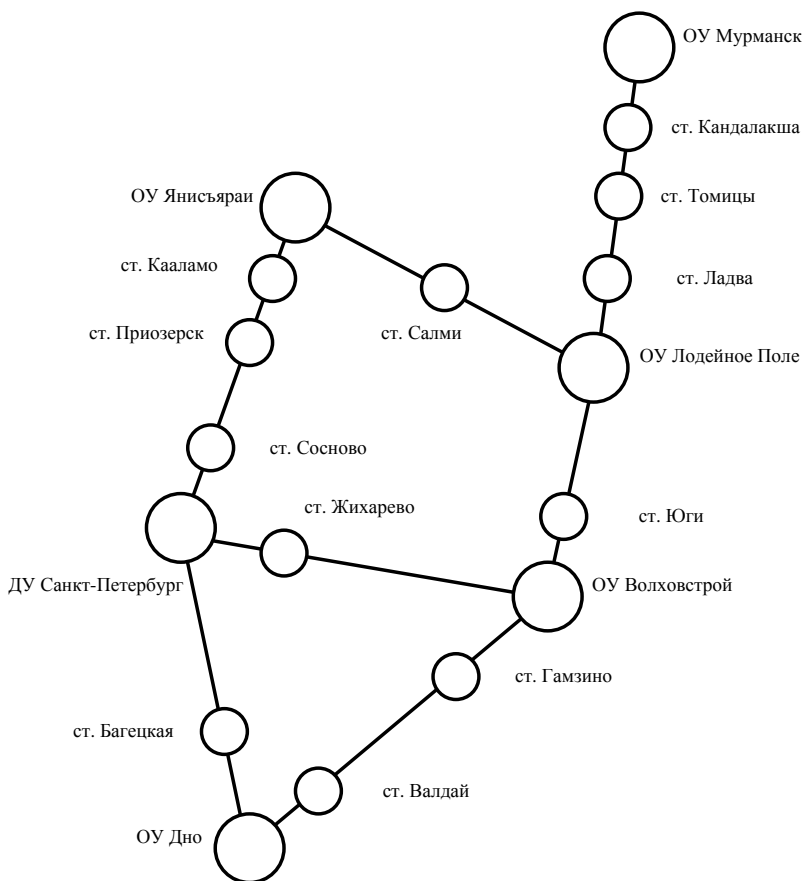 ОУ Мурманск
ст. Кандалакша
ОУ Янисъяраи
ст. Томицы
ст. Кааламо
ст. Ладва
ст. Приозерск
ст. Салми
ОУ Лодейное Поле
ст. Сосново
ст. Жихарево
ст. Юги
ДУ Санкт-Петербург
ОУ Волховстрой
ст. Гамзино
ст. Багецкая
ст. Валдай
ОУ Дно